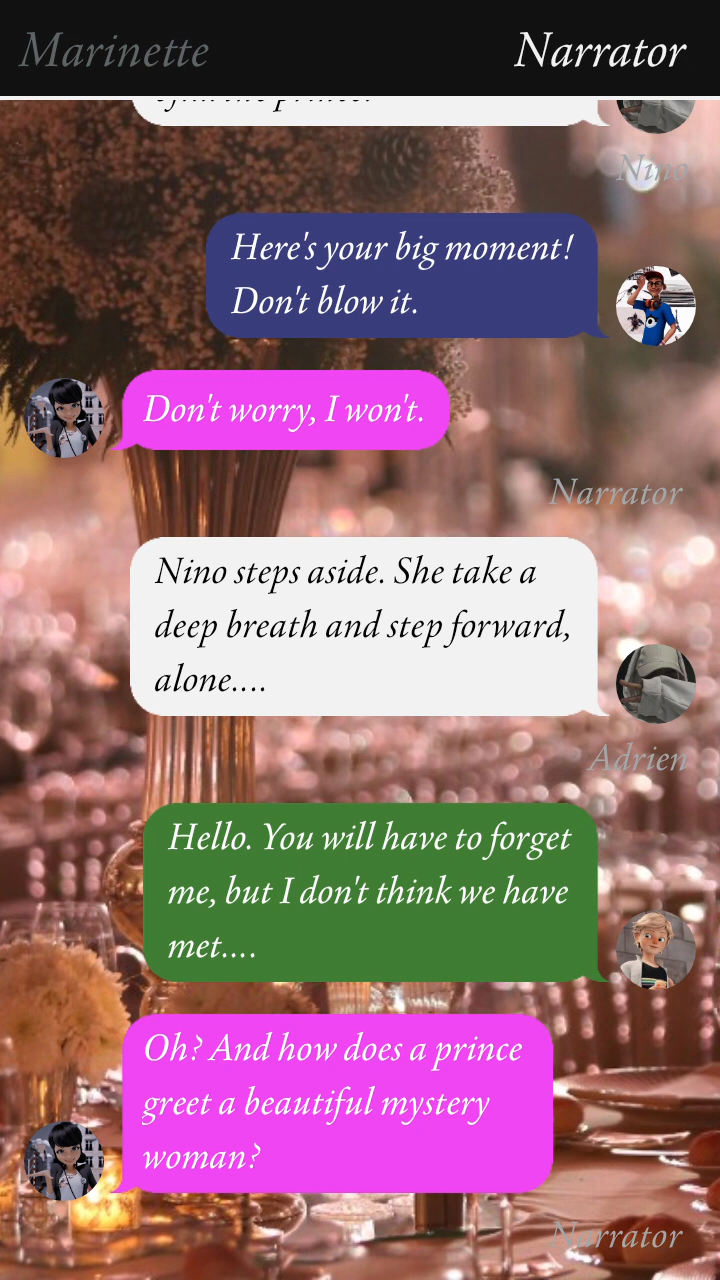 Marinette
Narrator
Nino
Here's your big moment!
Don't blow it.
Don't worry, I won't.
Narrator
Nino steps aside. She take a
deep breath and step forward,
alone....
Adrien
Hello. You will have to forget
me, but I don't think we have
met....
Oh? And how does a prince
greet a beautiful mystery
woman?
Narrator